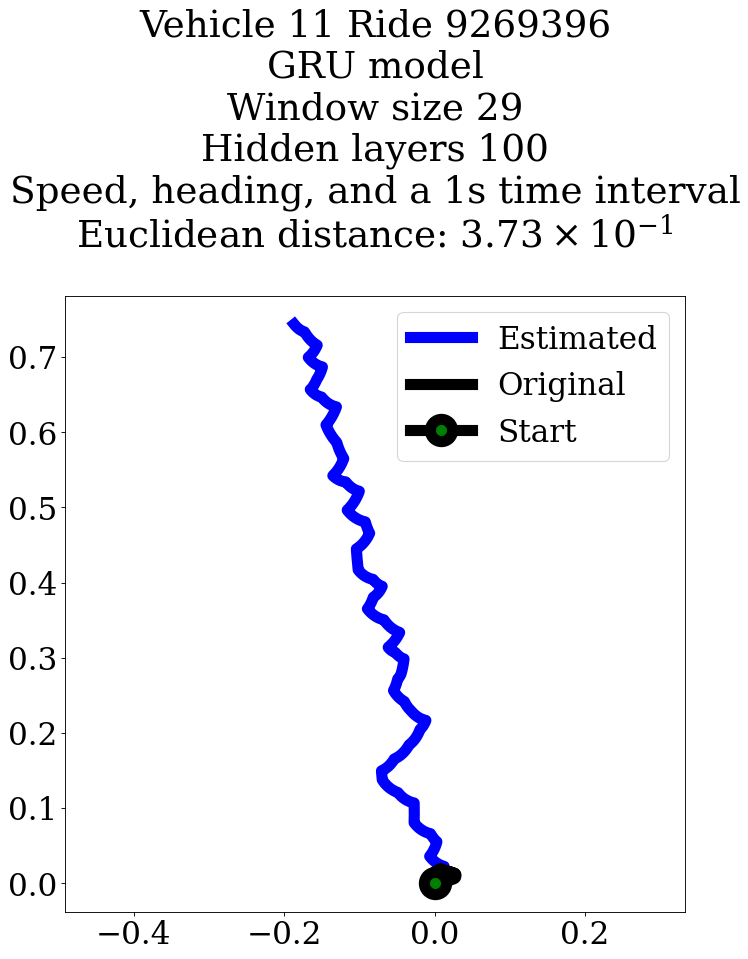 Vehicle 11 Ride 9269396
GRU model
Window size 29
Hidden layers 100
Speed, heading, and a 1s time interval
Euclidean distance: 3.73 × 10⁻¹
Estimated
Original
Start
0.7
0.6
0.5
0.4
0.3
0.2
0.1
0.0
−0.4 −0.2 0.0 0.2